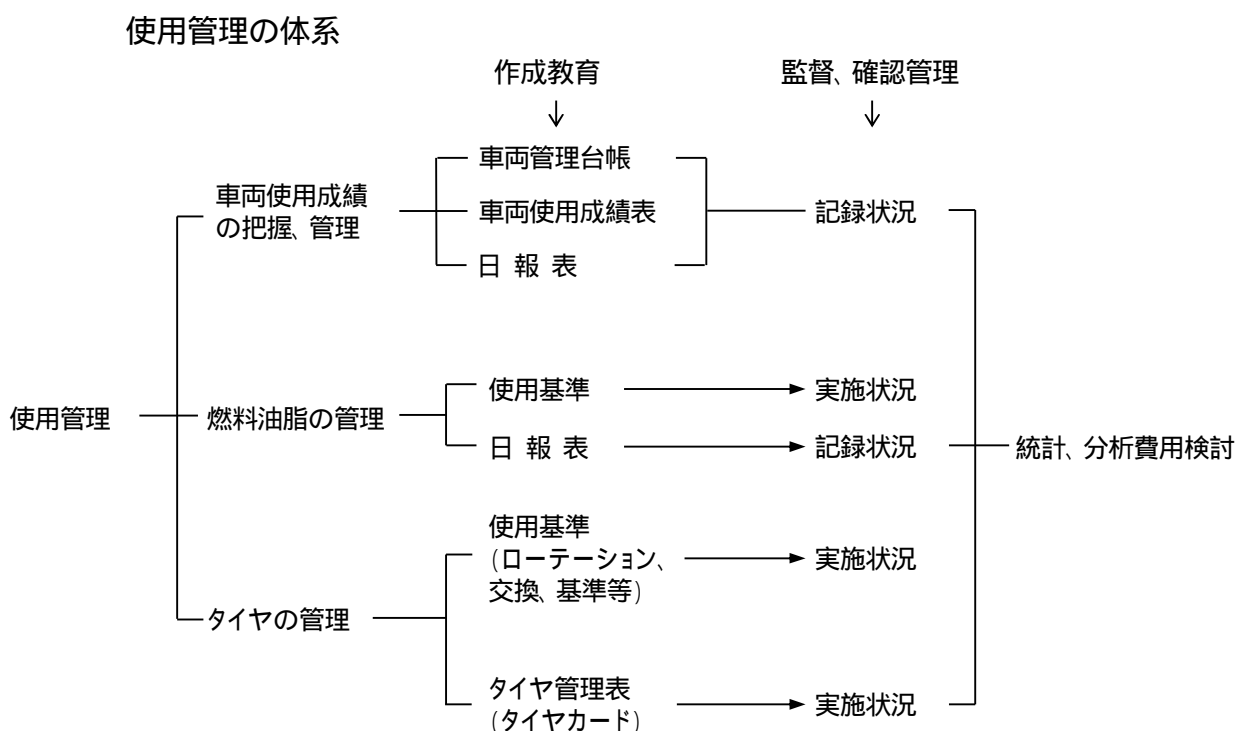 使用管理の体系
作成教育
監督、確認管理
車両管理台帳
車両使用成績
の把握、管理
車両使用成績表
記録状況
日 報 表
使用基準
実施状況
使用管理
燃料油脂の管理
日 報 表
記録状況
統計、分析費用検討
使用基準
(ローテーション、
交換、基準等)
実施状況
タイヤの管理
タイヤ管理表
(タイヤカード)
実施状況